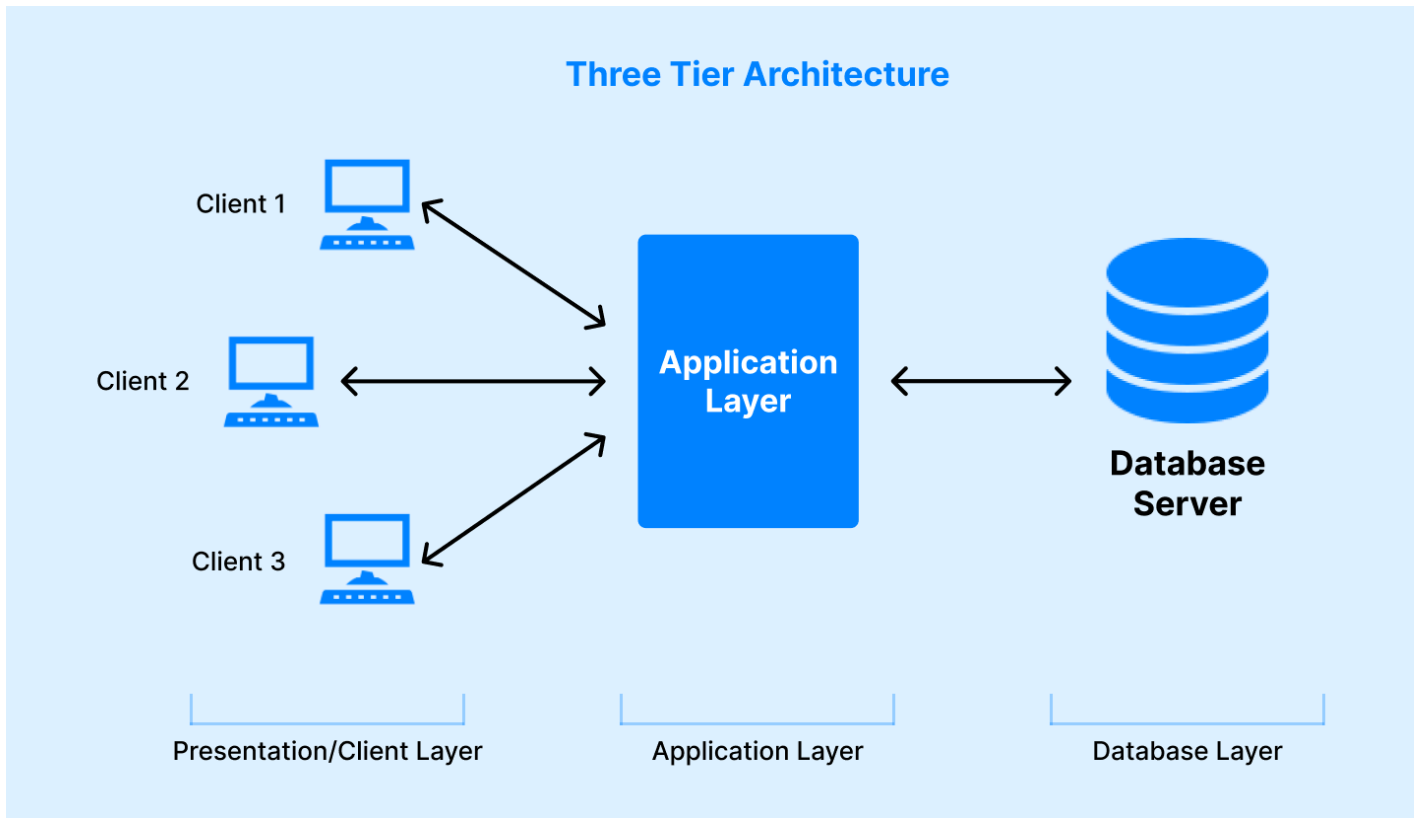 Three Tier Architecture
Client 1
Client 2
Client 3
Application
Layer
Database
Server
Presentation/Client Layer
Application Layer
Database Layer